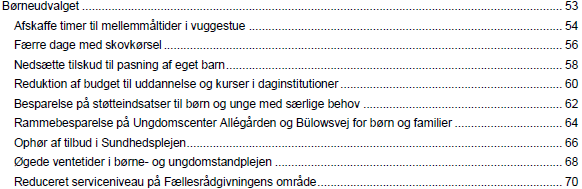 Børneudvalget ........ 53
Afskaffe timer til mellemmåltider i vuggestue ........ 54
Færre dage med skovkørsel ........ 56
Nedsætte tilskud til pasning af eget barn ........ 58
Reduktion af budget til uddannelse og kurser i daginstitutioner ........ 60
Besparelse på støtteindsatser til børn og unge med særlige behov ........ 62
Rammebesparelse på Ungdomscenter Allégården og Bülowsvej for børn og familier ........ 64
Ophør af tilbud i Sundhedsplejen ........ 66
Øgede ventetider i børne- og ungdomstandplejen ........ 68
Reduceret serviceniveau på Fællesrådgivningens område ........ 70